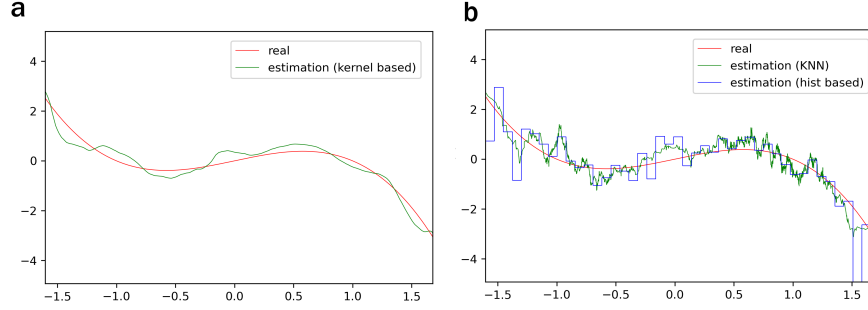 a
real
estimation (kernel based)
4
2
0
−2
−4
−1.5 −1.0 −0.5 0.0 0.5 1.0 1.5
b
real
estimation (KNN)
estimation (hist based)
4
2
0
−2
−4
−1.5 −1.0 −0.5 0.0 0.5 1.0 1.5